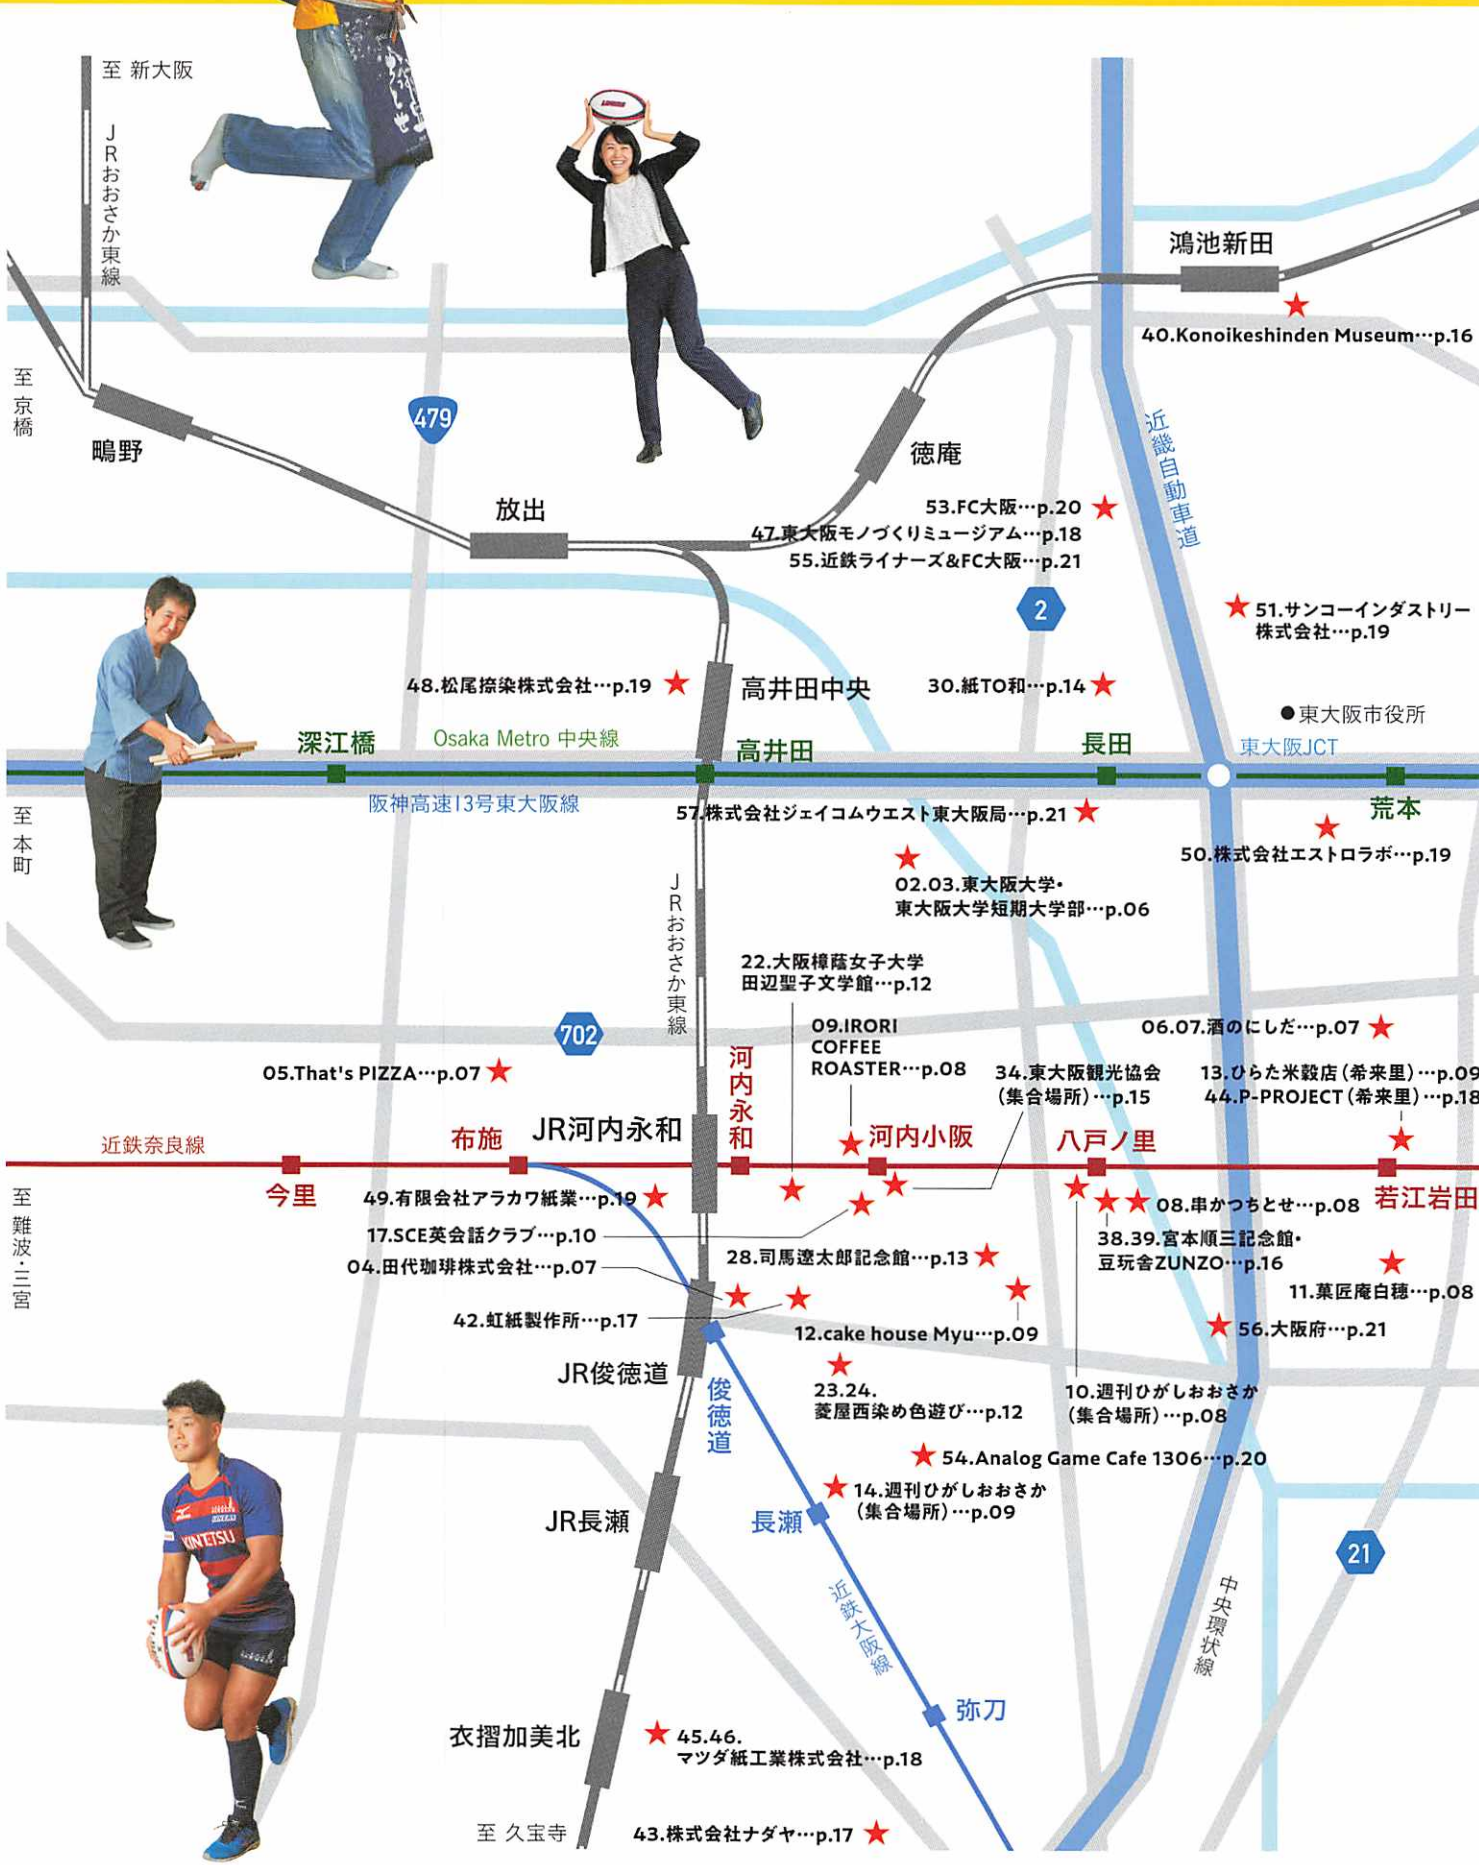 至 新大阪
JRおおさか東線
鴻池新田
40.Konoikeshinden Museum…p.16
至 京橋
479
近畿自動車道
鴫野
徳庵
放出
53.FC大阪…p.20
47.東大阪モノづくりミュージアム…p.18
55.近鉄ライナーズ&FC大阪…p.21
2
51.サンコーインダストリー
株式会社…p.19
48.松尾捺染株式会社…p.19
高井田中央
30.紙TO和…p.14
●東大阪市役所
深江橋
Osaka Metro 中央線
高井田
長田
東大阪JCT
阪神高速13号東大阪線
荒本
至 本町
57.株式会社ジェイコムウエスト東大阪局…p.21
50.株式会社エストロラボ…p.19
02.03.東大阪大学・
東大阪大学短期大学部…p.06
JRおおさか東線
22.大阪樟蔭女子大学
田辺聖子文学館…p.12
702
09.IRORI
COFFEE
ROASTER…p.08
06.07.酒のにしだ…p.07
05.That's PIZZA…p.07
河内永和
34.東大阪観光協会
(集合場所)…p.15
13.ひらた米穀店(希来里)…p.09
44.P-PROJECT(希来里)…p.18
近鉄奈良線
布施
JR河内永和
河内小阪
八戸ノ里
今里
若江岩田
至 難波・三宮
49.有限会社アラカワ紙業…p.19
08.串かつちとせ…p.08
17.SCE英会話クラブ…p.10
38.39.宮本順三記念館・
豆玩舎ZUNZO…p.16
28.司馬遼太郎記念館…p.13
04.田代珈琲株式会社…p.07
11.菓匠庵白穂…p.08
42.虹紙製作所…p.17
12.cake house Myu…p.09
56.大阪府…p.21
JR俊徳道
俊徳道
23.24.
菱屋西染め色遊び…p.12
10.週刊ひがしおおさか
(集合場所)…p.08
54.Analog Game Cafe 1306…p.20
14.週刊ひがしおおさか
(集合場所)…p.09
JR長瀬
長瀬
21
KINTETSU
近鉄大阪線
中央環状線
弥刀
衣摺加美北
45.46.
マツダ紙工業株式会社…p.18
至 久宝寺
43.株式会社ナダヤ…p.17